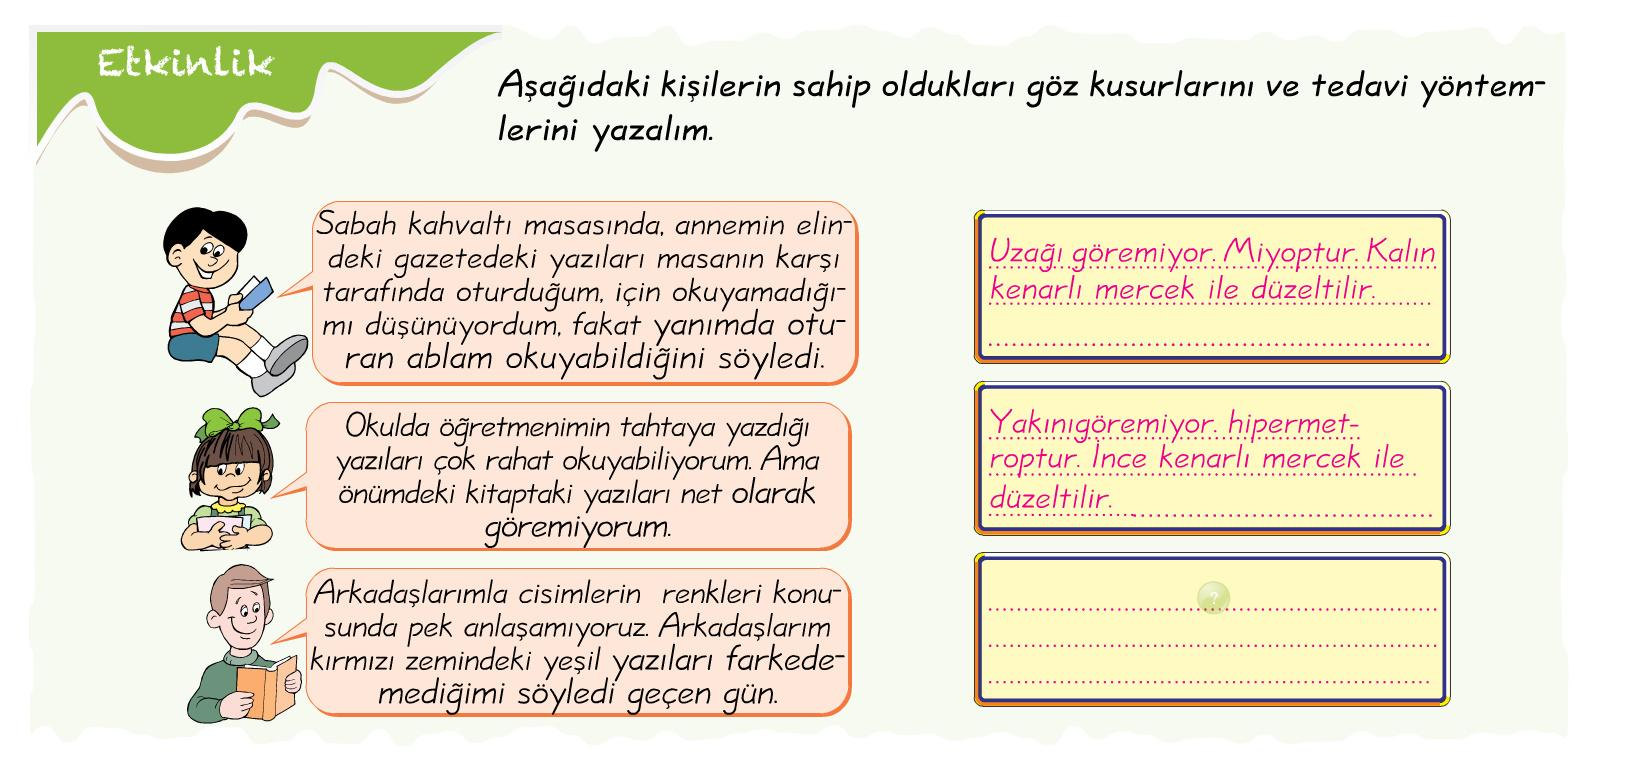 Etkinlik
Aşağıdaki kişilerin sahip oldukları göz kusurlarını ve tedavi yöntem-
lerini yazalım.
Sabah kahvaltı masasında, annemin elin-
deki gazetedeki yazıları masanın karşı
tarafında oturduğum, için okuyamadığı-
mı düşünüyordum, fakat yanımda otu-
ran ablam okuyabildiğini söyledi.
Uzağı göremiyor. Miyoptur. Kalın
kenarlı mercek ile düzeltilir.
Okulda öğretmenimin tahtaya yazdığı
yazıları çok rahat okuyabiliyorum. Ama
önümdeki kitaptaki yazıları net olarak
göremiyorum.
Yakınıgöremiyor. hipermet-
roptur. İnce kenarlı mercek ile
düzeltilir.
Arkadaşlarımla cisimlerin renkleri konu-
sunda pek anlaşamıyoruz. Arkadaşlarım
kırmızı zemindeki yeşil yazıları farkede-
mediğimi söyledi geçen gün.
?